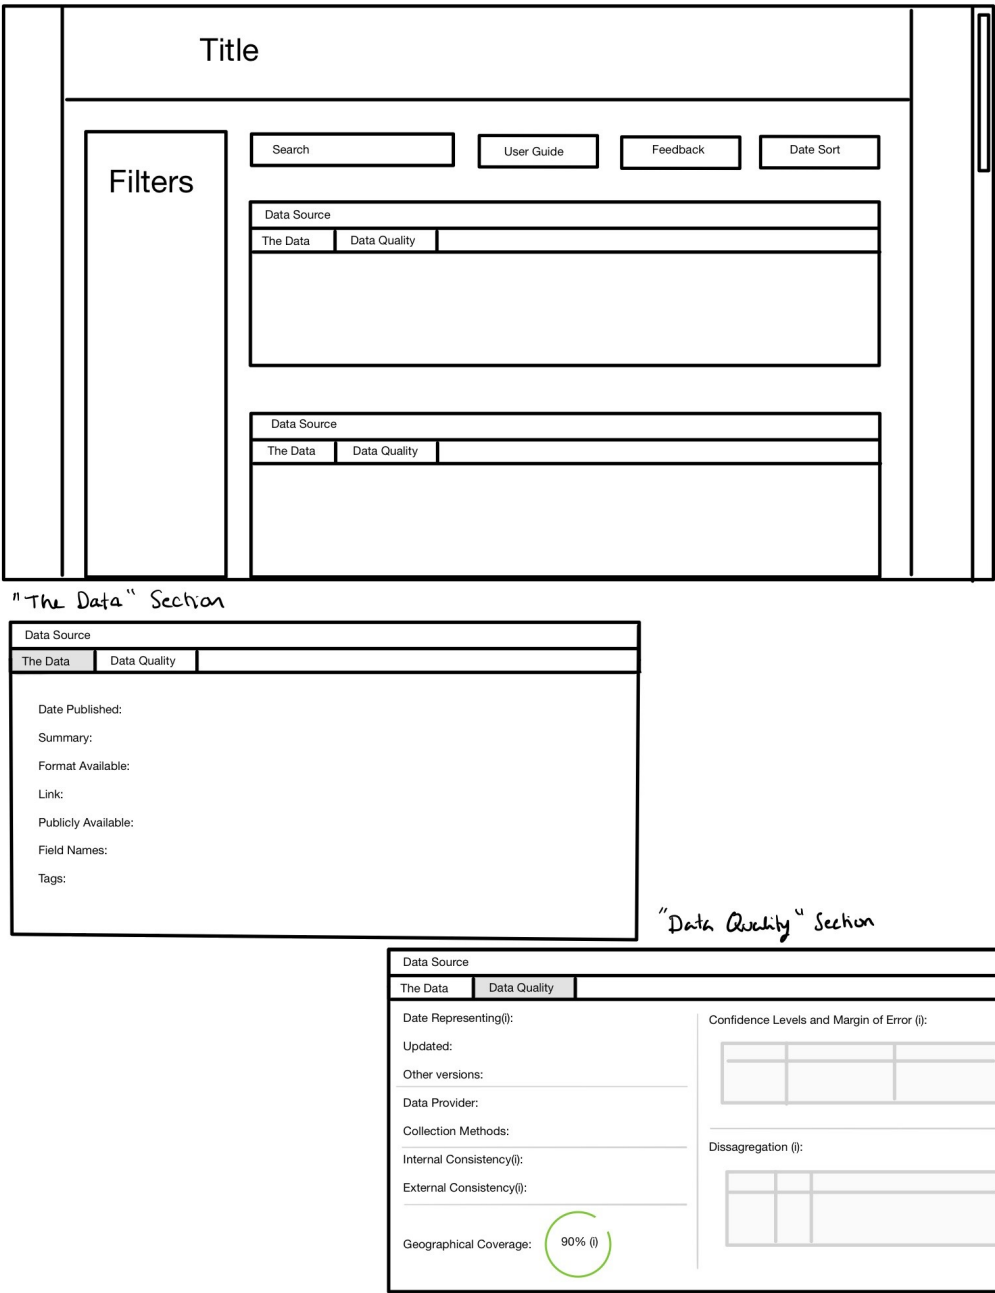 Title
Filters
Search
User Guide
Feedback
Date Sort
Data Source
The Data
Data Quality
Data Source
The Data
Data Quality
"The Data" Section
Data Source
The Data
Data Quality
Date Published:
Summary:
Format Available:
Link:
Publicly Available:
Field Names:
Tags:
"Data Quality" Section
Data Source
The Data
Data Quality
Date Representing(i):
Updated:
Other versions:
Data Provider:
Collection Methods:
Internal Consistency(i):
External Consistency(i):
Geographical Coverage:
90% (i)
Confidence Levels and Margin of Error (i):
Dissagregation (i):